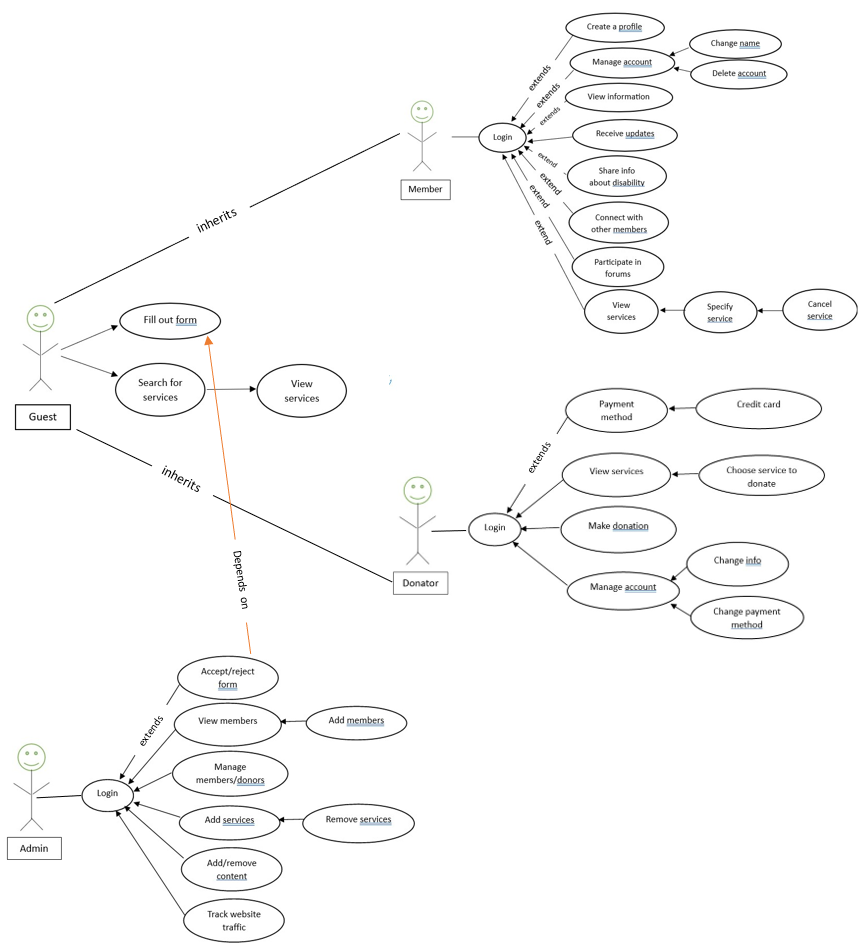 Create a profile
Change name
Manage account
Delete account
extends
extends
View information
extends
Login
Receive updates
extend
Share info
about disability
Member
extend
extend
Connect with
other members
inherits
extend
Participate in
forums
View
services
Specify
service
Cancel
service
Fill out form
Search for
services
View
services
Guest
Payment
method
Credit card
extends
View services
Choose service to
donate
inherits
Login
Make donation
Donator
Change info
Manage account
Change payment
method
Depends on
Accept/reject
form
extends
View members
Add members
Manage
members/donors
Login
Add services
Remove services
Admin
Add/remove
content
Track website
traffic